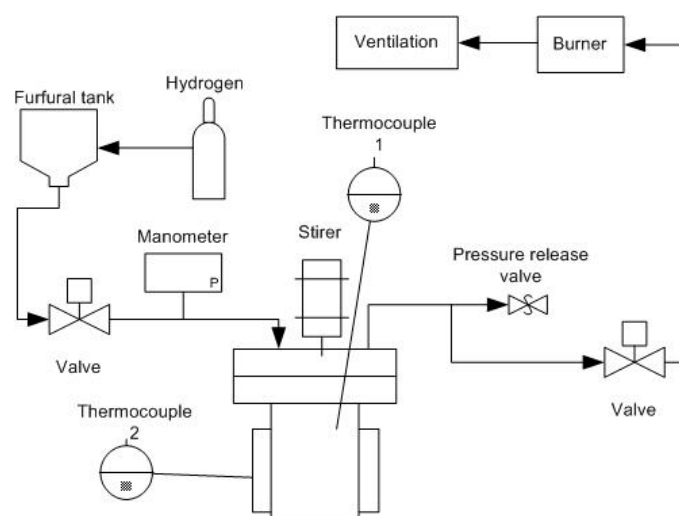 Ventilation
Burner
Hydrogen
Furfural tank
Thermocouple
1
Manometer
P
Stirer
Pressure release
valve
Valve
Thermocouple
2
Valve